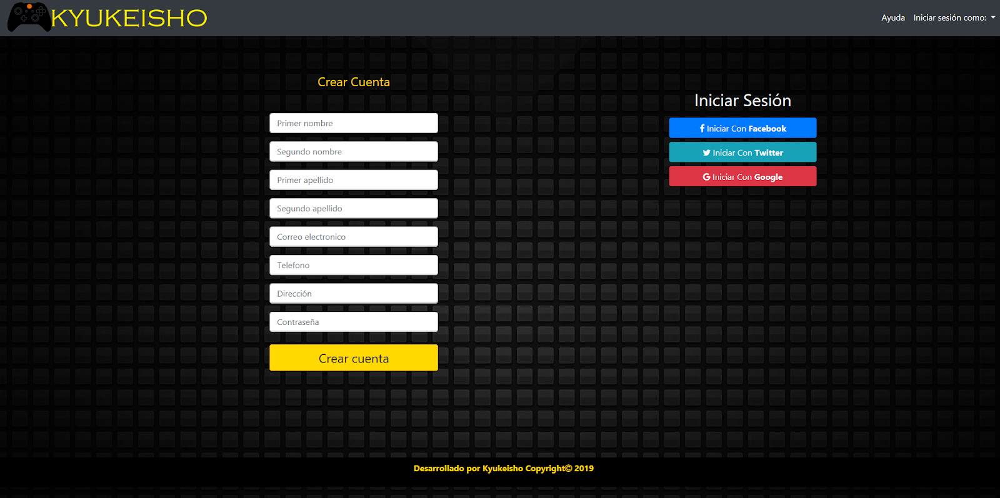 KYUKEISHO
Ayuda
Iniciar sesión como:
Crear Cuenta
Primer nombre
Segundo nombre
Primer apellido
Segundo apellido
Correo electronico
Telefono
Dirección
Contraseña
Crear cuenta
Iniciar Sesión
Iniciar Con Facebook
Iniciar Con Twitter
Iniciar Con Google
Desarrollado por Kyukeisho Copyright© 2019